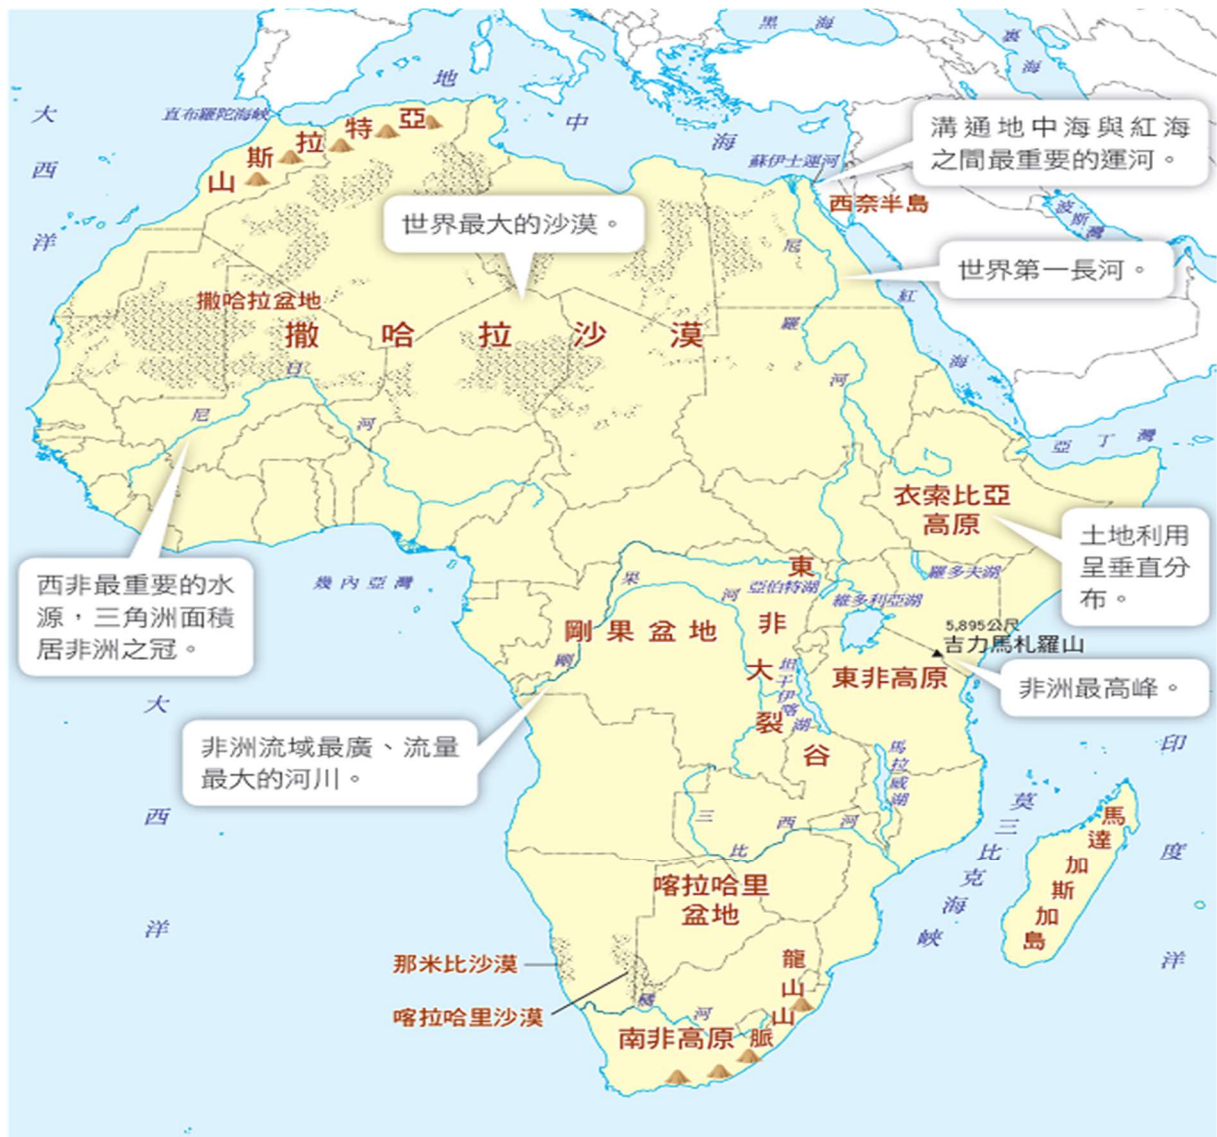 黑海
裏海
地中海
大西洋
直布羅陀海峽
亞特拉斯山
蘇伊士運河
溝通地中海與紅海
之間最重要的運河。
西奈半島
波斯灣
世界最大的沙漠。
世界第一長河。
尼羅河
紅海
撒哈拉盆地
撒哈拉沙漠
尼日河
亞丁灣
衣索比亞
高原
土地利用
呈垂直分
布。
西非最重要的水
源，三角洲面積
居非洲之冠。
幾內亞灣
東非大裂谷
亞伯特湖
羅多夫湖
維多利亞湖
剛果河
剛果盆地
5,895公尺
吉力馬札羅山
東非高原
坦干伊喀湖
非洲最高峰。
非洲流域最廣、流量
最大的河川。
馬拉威湖
大西洋
印度洋
三比西河
莫三比克海峽
馬達加斯加島
喀拉哈里
盆地
那米比沙漠
喀拉哈里沙漠
橘河
龍山山脈
南非高原